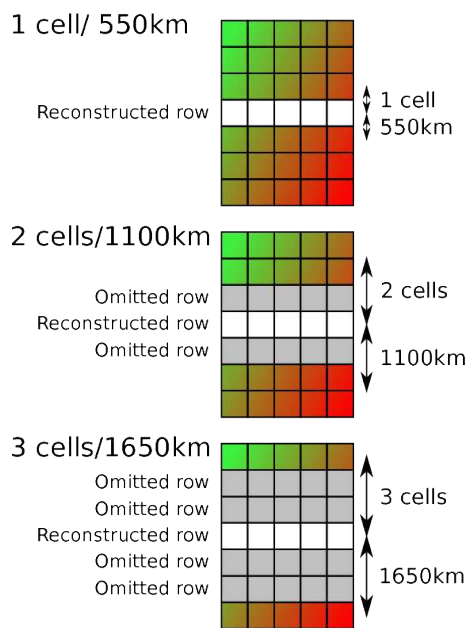 1 cell/ 550km
Reconstructed row
1 cell
550km
2 cells/1100km
Omitted row
2 cells
Reconstructed row
Omitted row
1100km
3 cells/1650km
Omitted row
3 cells
Omitted row
Reconstructed row
Omitted row
1650km
Omitted row